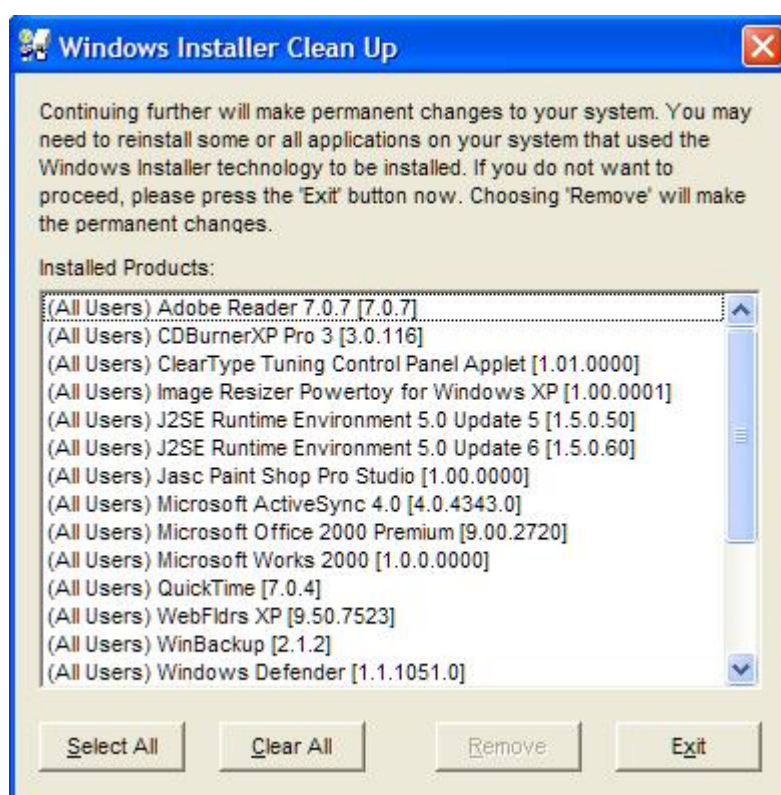 Windows Installer Clean Up
Continuing further will make permanent changes to your system. You may
need to reinstall some or all applications on your system that used the
Windows Installer technology to be installed. If you do not want to
proceed, please press the 'Exit' button now. Choosing 'Remove' will make
the permanent changes.
Installed Products:
(All Users) Adobe Reader 7.0.7 [7.0.7]
(All Users) CDBurnerXP Pro 3 [3.0.116]
(All Users) ClearType Tuning Control Panel Applet [1.01.0000]
(All Users) Image Resizer Powertoy for Windows XP [1.00.0001]
(All Users) J2SE Runtime Environment 5.0 Update 5 [1.5.0.50]
(All Users) J2SE Runtime Environment 5.0 Update 6 [1.5.0.60]
(All Users) Jasc Paint Shop Pro Studio [1.00.0000]
(All Users) Microsoft ActiveSync 4.0 [4.0.4343.0]
(All Users) Microsoft Office 2000 Premium [9.00.2720]
(All Users) Microsoft Works 2000 [1.0.0.0000]
(All Users) QuickTime [7.0.4]
(All Users) WebFldrs XP [9.50.7523]
(All Users) WinBackup [2.1.2]
(All Users) Windows Defender [1.1.1051.0]
Select All Clear All Remove Exit